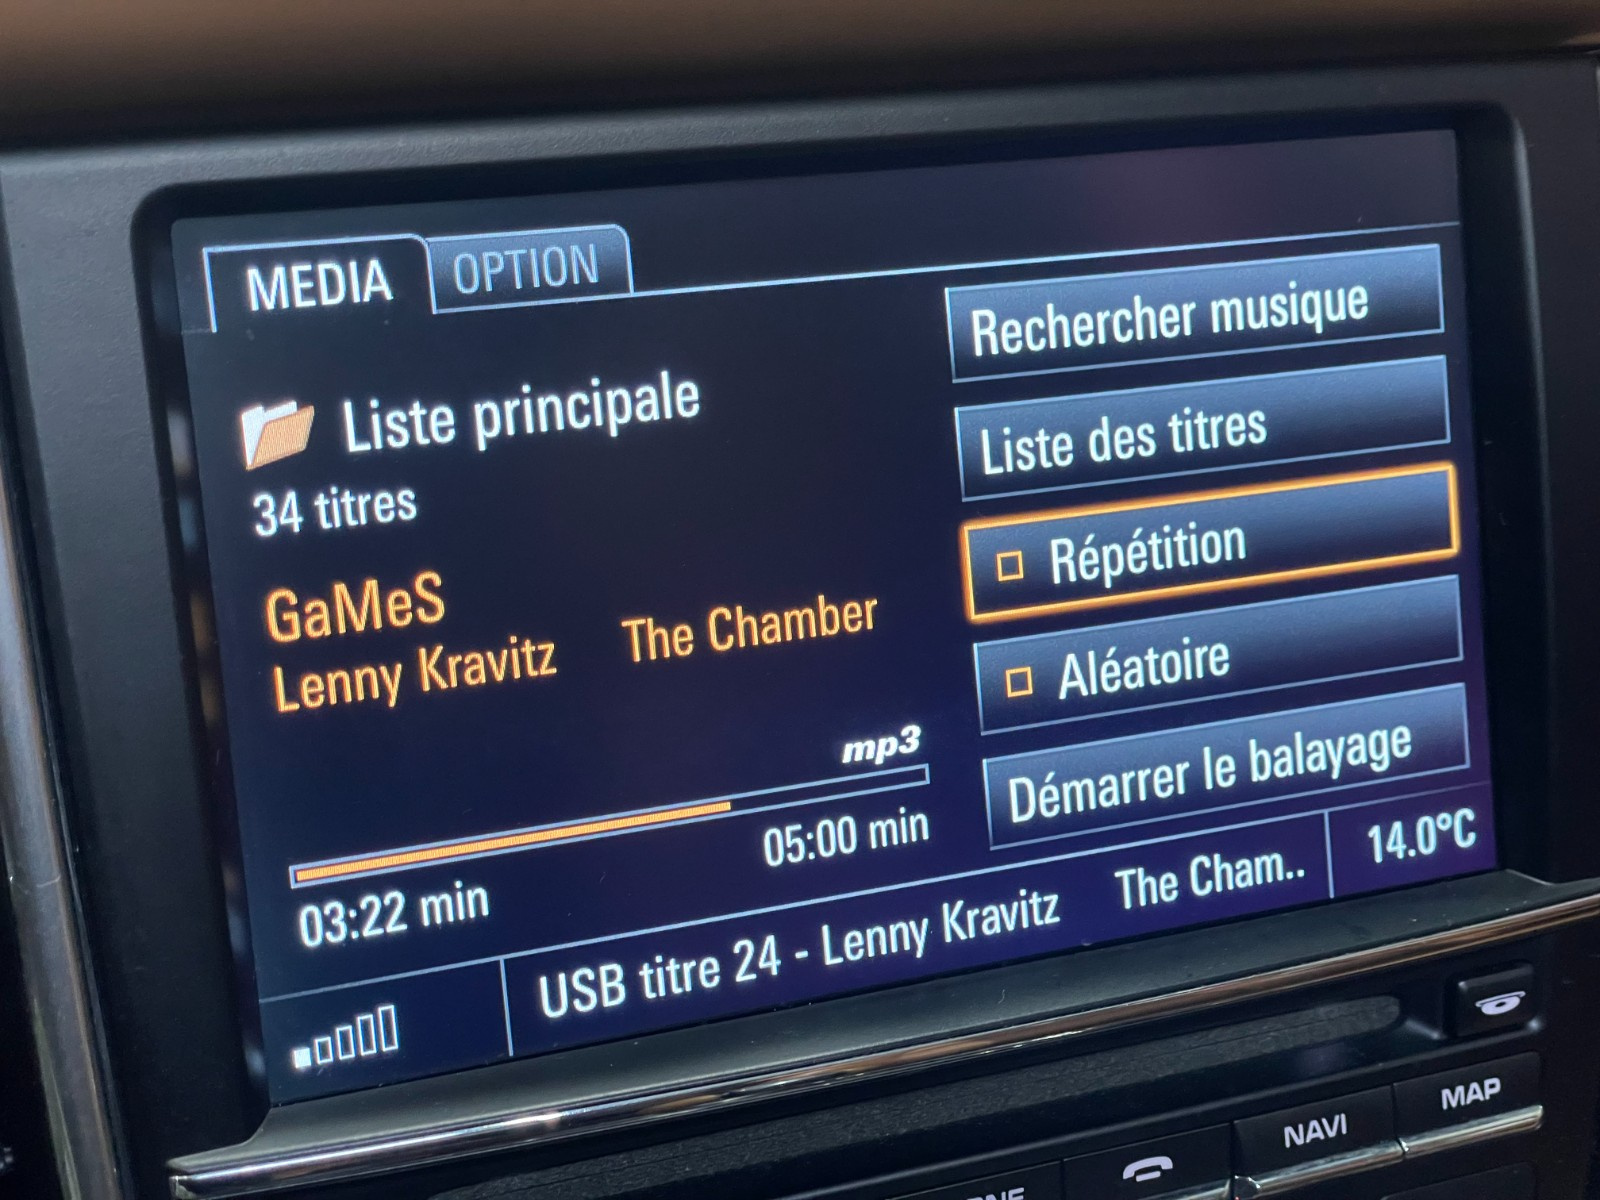 MEDIA
OPTION
Rechercher musique
Liste principale
Liste des titres
34 titres
Répétition
GaMeS
Lenny Kravitz The Chamber
Aléatoire
mp3
Démarrer le balayage
03:22 min
05:00 min
USB titre 24 - Lenny Kravitz The Cham..
14.0°C
NAVI
MAP